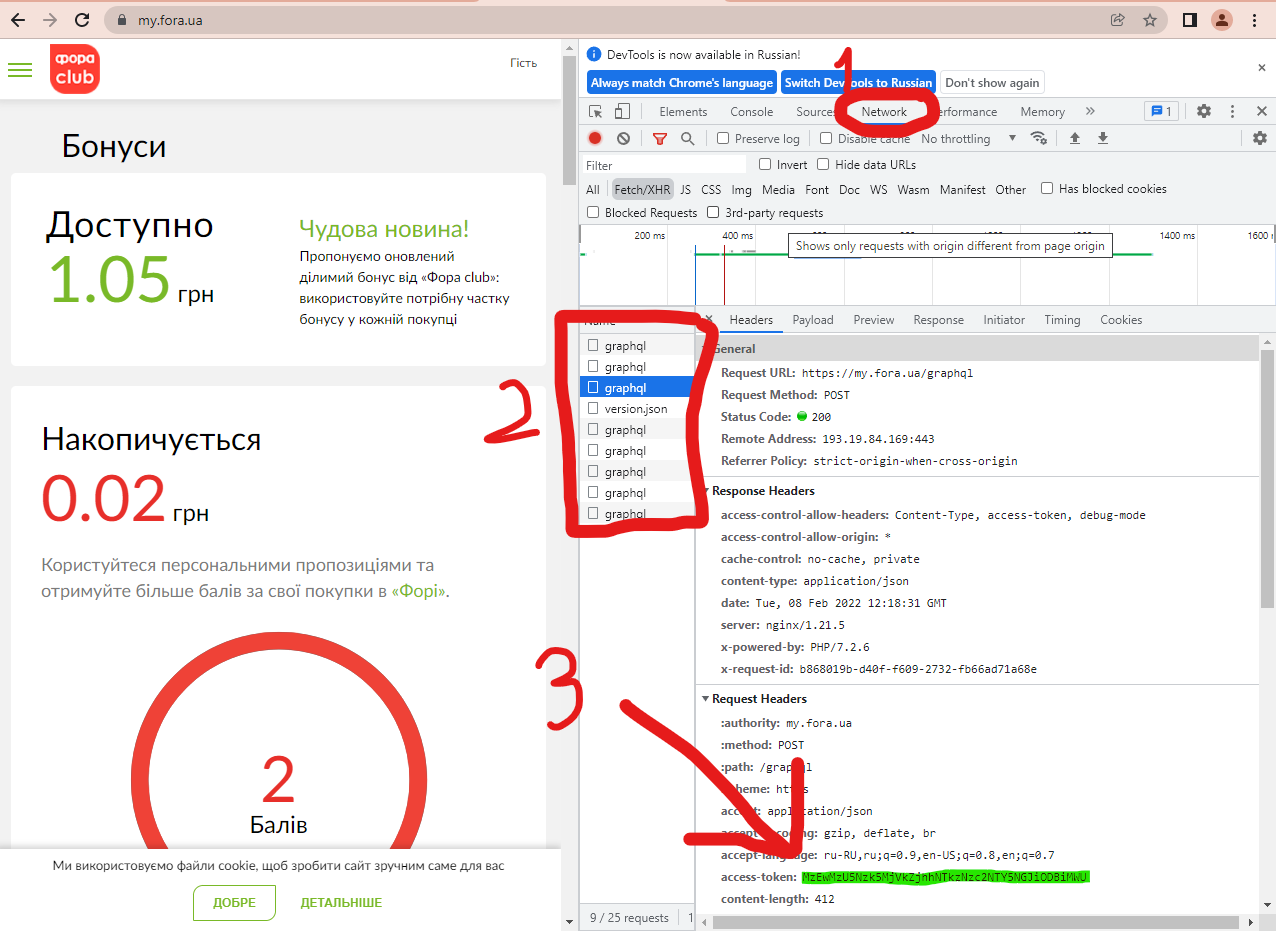 my.fora.ua
фора
club
Гість
Бонуси
Доступно
1.05 грн
Чудова новина!
Пропонуємо оновлений
ділимий бонус від «Фора club»:
використовуйте потрібну частку
бонусу у кожній покупці
Накопичується
0.02 грн
Користуйтеся персональними пропозиціями та
отримуйте більше балів за свої покупки в «Форі».
2
Балів
Ми використовуємо файли cookie, щоб зробити сайт зручним саме для вас
ДОБРЕ ДЕТАЛЬНІШЕ
DevTools is now available in Russian!
Always match Chrome's language Switch DevTools to Russian Don't show again
1
Elements Console Sources Network Performance Memory » 1
Preserve log Disable cache No throttling
Filter Invert Hide data URLs
All Fetch/XHR JS CSS Img Media Font Doc WS Wasm Manifest Other Has blocked cookies
Blocked Requests 3rd-party requests
200 ms 400 ms 1400 ms 1600
Shows only requests with origin different from page origin
Name
graphql
graphql
graphql
version.json
graphql
graphql
graphql
graphql
graphql
2
3
9 / 25 requests 1
Headers Payload Preview Response Initiator Timing Cookies
General
Request URL: https://my.fora.ua/graphql
Request Method: POST
Status Code: 200
Remote Address: 193.19.84.169:443
Referrer Policy: strict-origin-when-cross-origin
Response Headers
access-control-allow-headers: Content-Type, access-token, debug-mode
access-control-allow-origin: *
cache-control: no-cache, private
content-type: application/json
date: Tue, 08 Feb 2022 12:18:31 GMT
server: nginx/1.21.5
x-powered-by: PHP/7.2.6
x-request-id: b868019b-d40f-f609-2732-fb66ad71a68e
Request Headers
:authority: my.fora.ua
:method: POST
:path: /graphql
:scheme: https
accept: application/json
accept-encoding: gzip, deflate, br
accept-language: ru-RU,ru;q=0.9,en-US;q=0.8,en;q=0.7
access-token:
content-length: 412